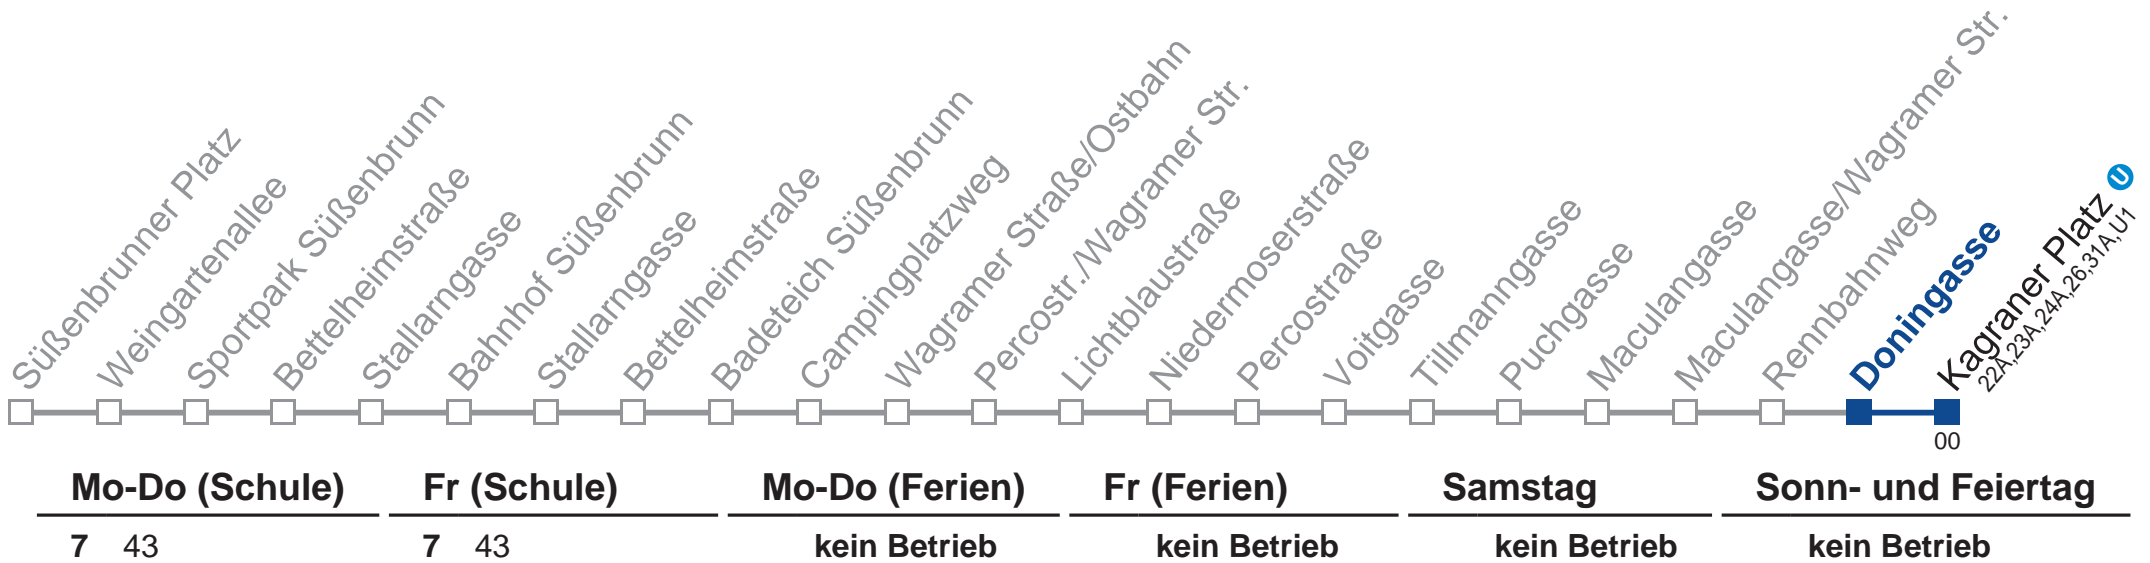 Süßenbrunner Platz
Weingartenallee
Sportpark Süßenbrunn
Bettelheimstraße
Stallarngasse
Bahnhof Süßenbrunn
Stallarngasse
Bettelheimstraße
Badeteich Süßenbrunn
Campingplatzweg
Wagramer Straße/Ostbahn
Percostr./Wagramer Str.
Lichtblaustraße
Niedermoserstraße
Percostraße
Voitgasse
Tillmanngasse
Puchgasse
Maculangasse
Maculangasse/Wagramer Str.
Rennbahnweg
Doningasse
Kagraner Platz U
22A,23A,24A,26,31A,U1
00
Mo-Do (Schule) Fr (Schule) Mo-Do (Ferien) Fr (Ferien) Samstag Sonn- und Feiertag
7 43 7 43 kein Betrieb kein Betrieb kein Betrieb kein Betrieb